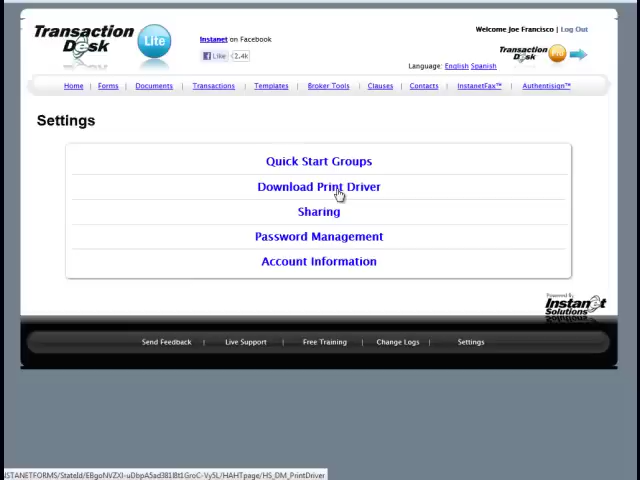 Transaction
Desk
Lite
Instanet on Facebook
Like 2.4k
Welcome Joe Francisco | Log Out
Transaction
Desk
Language: English Spanish
Home | Forms | Documents | Transactions | Templates | Broker Tools | Clauses | Contacts | InstanetFax™ | Authentisign™
Settings
Quick Start Groups
Download Print Driver
Sharing
Password Management
Account Information
Powered By
Instanet
Solutions
Send Feedback | Live Support | Free Training | Change Logs | Settings